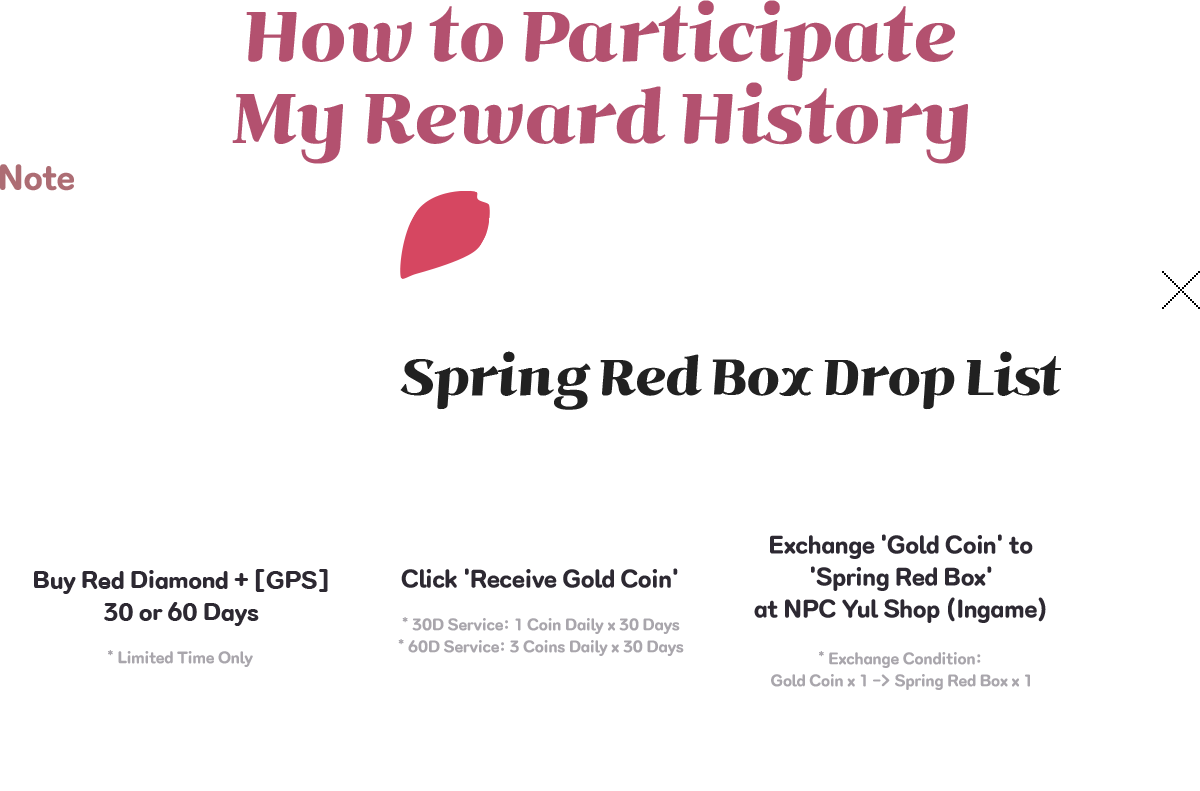 How to Participate
My Reward History
Note
Spring Red Box Drop List
Buy Red Diamond + [GPS]
30 or 60 Days
* Limited Time Only
Click 'Receive Gold Coin'
* 30D Service: 1 Coin Daily x 30 Days
* 60D Service: 3 Coins Daily x 30 Days
Exchange 'Gold Coin' to
'Spring Red Box'
at NPC Yul Shop (Ingame)
* Exchange Condition:
Gold Coin x 1 -> Spring Red Box x 1